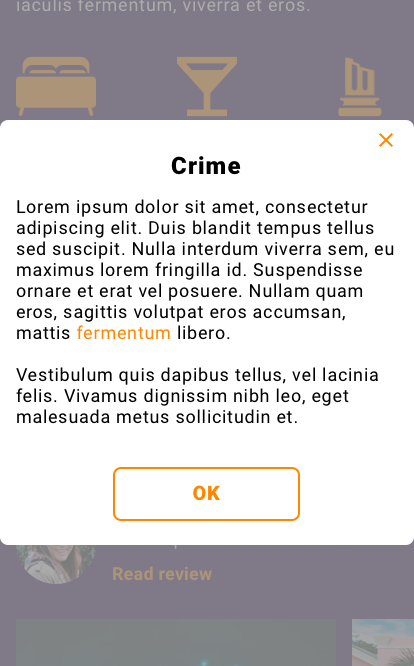 iaculis fermentum, viverra et eros.
Crime
Lorem ipsum dolor sit amet, consectetur
adipiscing elit. Duis blandit tempus tellus
sed suscipit. Nulla interdum viverra sem, eu
maximus lorem fringilla id. Suspendisse
ornare et erat vel posuere. Nullam quam
eros, sagittis volutpat eros accumsan,
mattis fermentum libero.
Vestibulum quis dapibus tellus, vel lacinia
felis. Vivamus dignissim nibh leo, eget
malesuada metus sollicitudin et.
OK
Read review